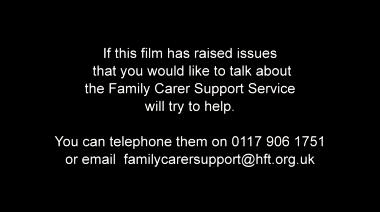 If this film has raised issues
that you would like to talk about
the Family Carer Support Service
will try to help.
You can telephone them on 0117 906 1751
or email familycarersupport@hft.org.uk